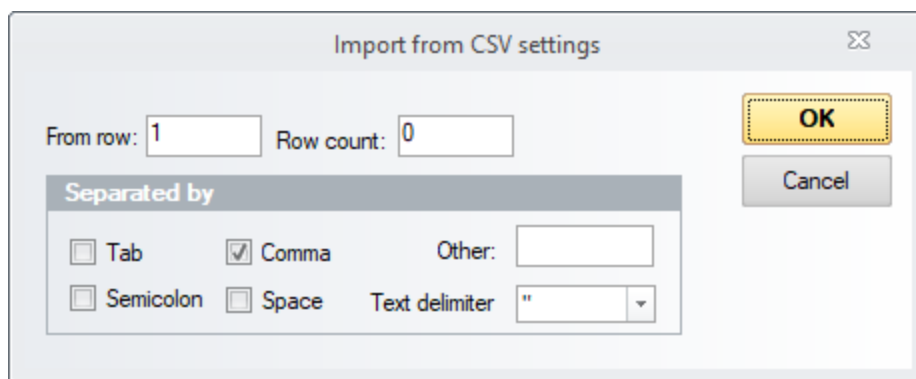 Import from CSV settings
From row: 1 Row count: 0
OK
Cancel
Separated by
Tab Comma Other:
Semicolon Space Text delimiter "